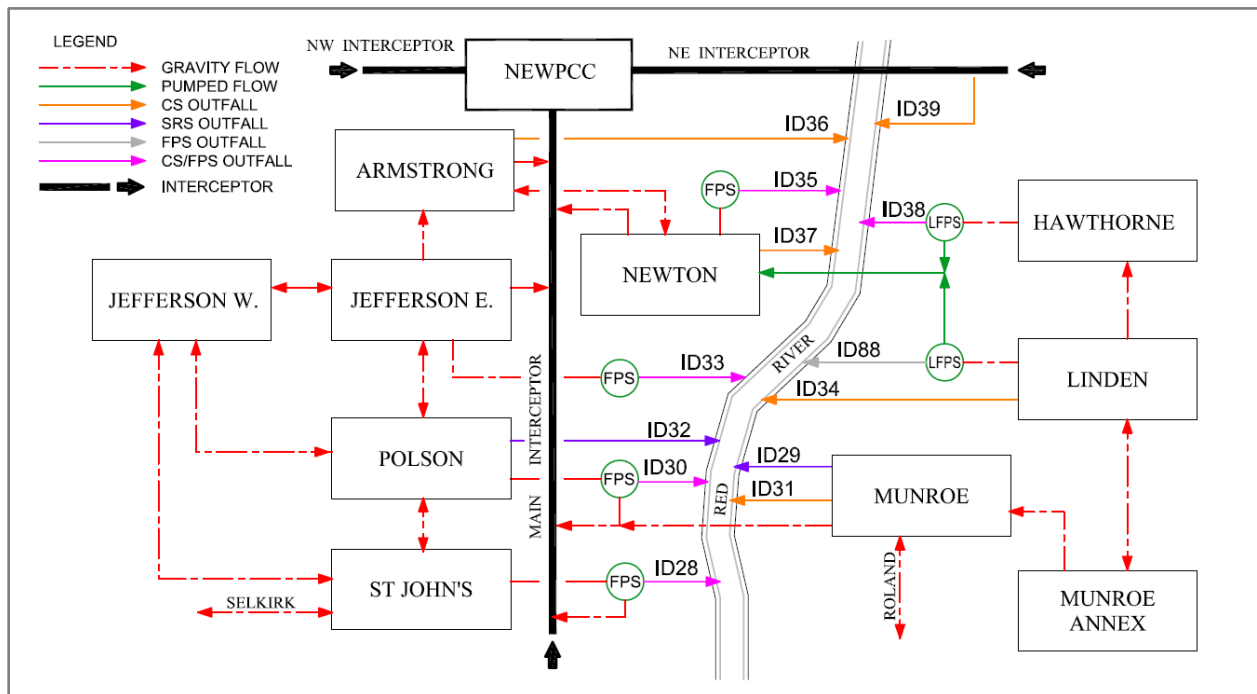 LEGEND
GRAVITY FLOW
PUMPED FLOW
CS OUTFALL
SRS OUTFALL
FPS OUTFALL
CS/FPS OUTFALL
INTERCEPTOR
NW INTERCEPTOR
NEWPCC
NE INTERCEPTOR
ID36
ID39
ARMSTRONG
FPS
ID35
ID38
LFPS
HAWTHORNE
ID37
NEWTON
JEFFERSON W.
JEFFERSON E.
RIVER
ID88
LFPS
LINDEN
FPS
ID33
ID34
MAIN INTERCEPTOR
POLSON
ID32
FPS
ID30
RED
ID29
ID31
MUNROE
ST JOHN'S
SELKIRK
FPS
ID28
ROLAND
MUNROE
ANNEX